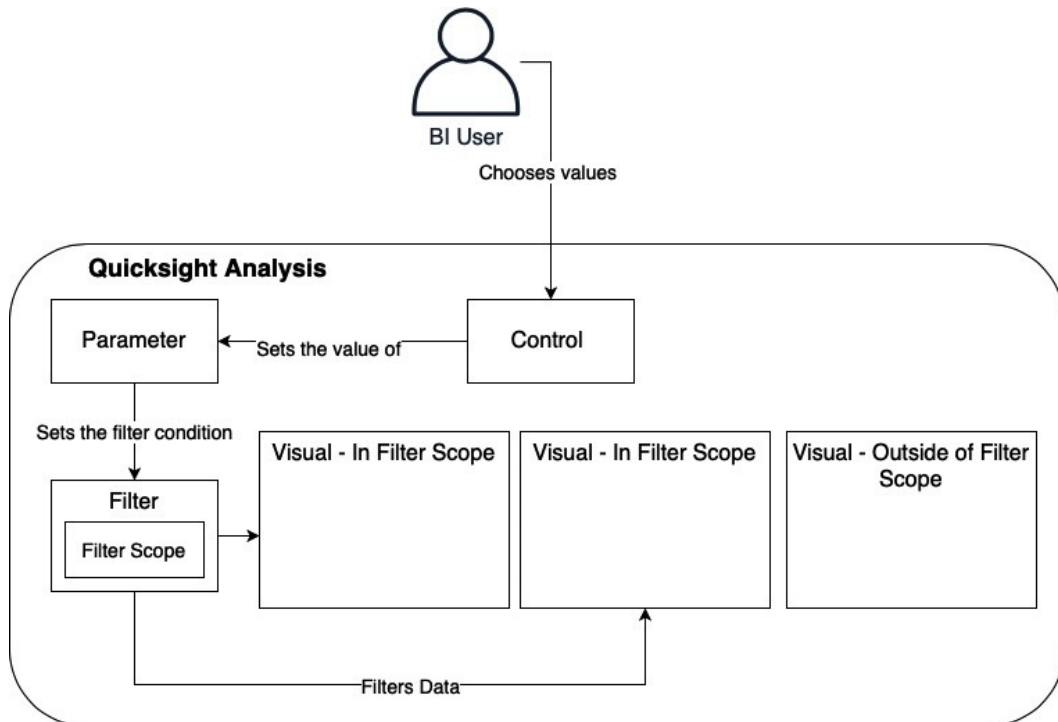 BI User
Chooses values
Quicksight Analysis
Parameter
Sets the value of
Control
Sets the filter condition
Visual - In Filter Scope
Visual - In Filter Scope
Visual - Outside of Filter
Scope
Filter
Filter Scope
Filters Data